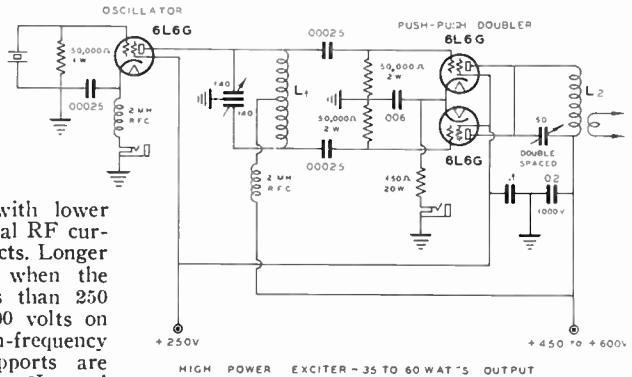 OSCILLATOR
6L6G
50,000Ω
1W
.00025
2 MH
RFC
140
140
L1
2 MH
RFC
.00025
.00025
50,000Ω
2W
50,000Ω
2W
.006
PUSH-PUSH DOUBLER
6L6G
6L6G
450Ω
20W
L2
50
DOUBLE
SPACED
.1
0.2
1000V
+250V
+450 TO +600V
HIGH POWER EXCITER ~ 35 TO 60 WATTS OUTPUT
with lower
al RF cur-
cts. Longer
when the
s than 250
00 volts on
n-frequency
pports are